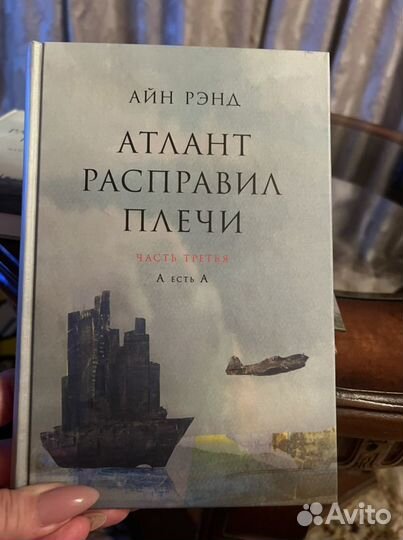 АЙН РЭНД
АТЛАНТ
РАСПРАВИЛ
ПЛЕЧИ
ЧАСТЬ ТРЕТЬЯ
А ЕСТЬ А
Avito